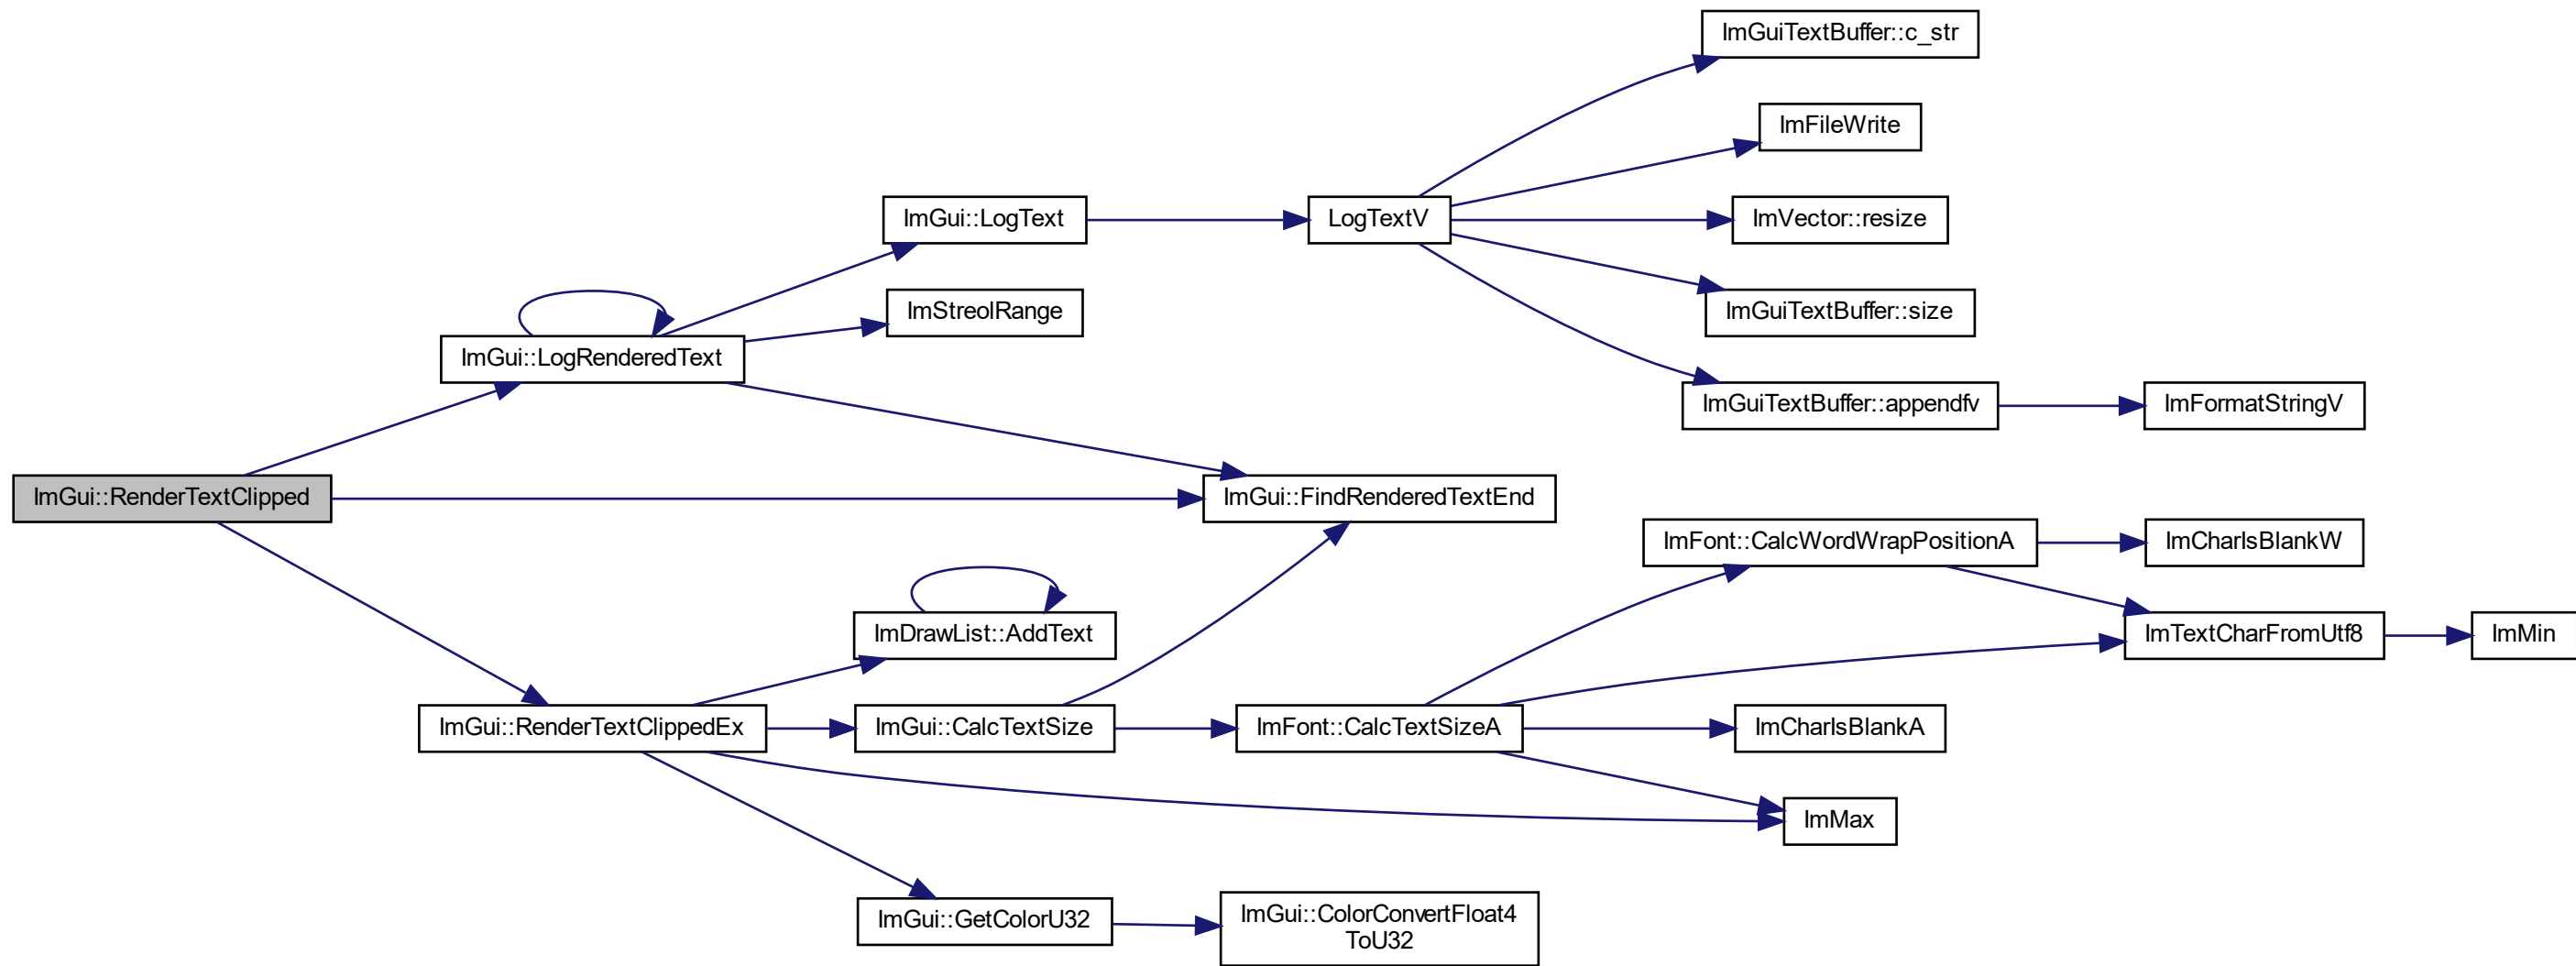 ImGuiTextBuffer::c_str
ImFileWrite
ImGui::LogText
LogTextV
ImVector::resize
ImStreolRange
ImGuiTextBuffer::size
ImGui::LogRenderedText
ImGuiTextBuffer::appendfv
ImFormatStringV
ImGui::RenderTextClipped
ImGui::FindRenderedTextEnd
ImFont::CalcWordWrapPositionA
ImCharIsBlankW
ImDrawList::AddText
ImTextCharFromUtf8
ImMin
ImGui::RenderTextClippedEx
ImGui::CalcTextSize
ImFont::CalcTextSizeA
ImCharIsBlankA
ImMax
ImGui::GetColorU32
ImGui::ColorConvertFloat4
ToU32